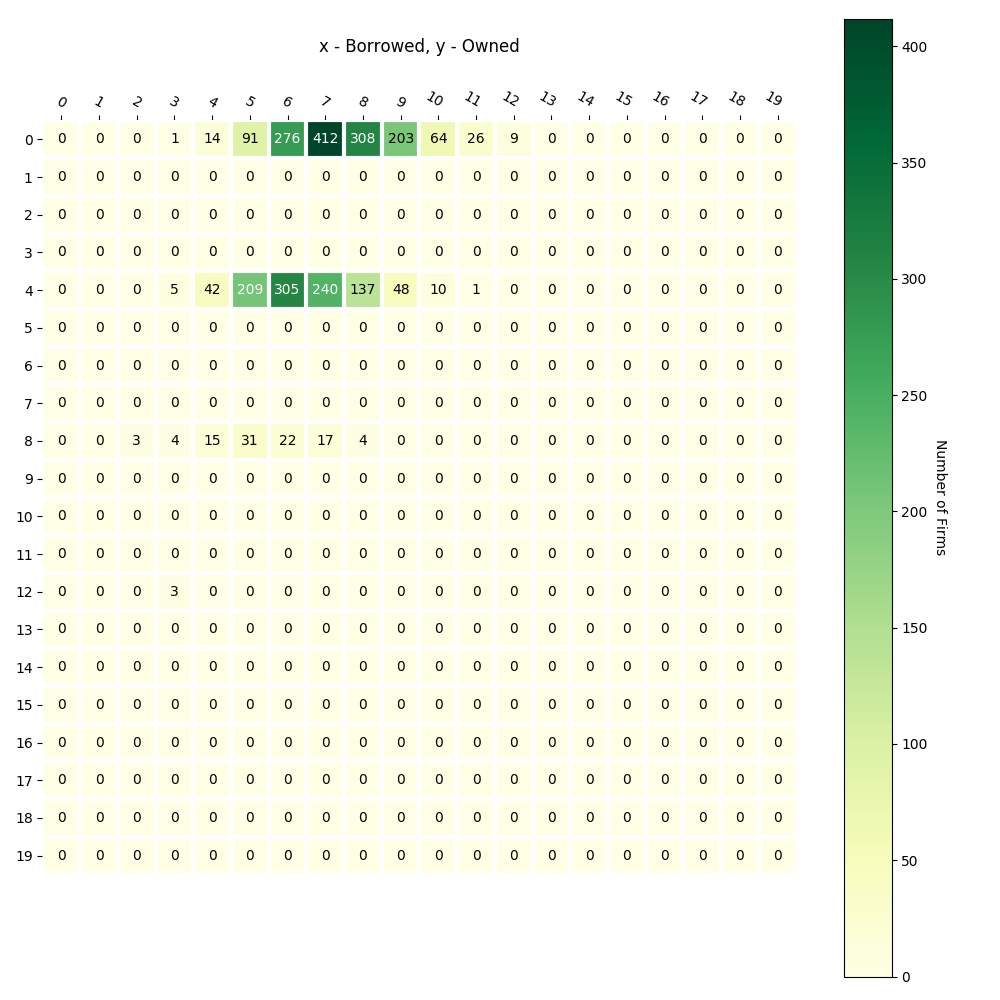 x - Borrowed, y - Owned
0 1 2 3 4 5 6 7 8 9 10 11 12 13 14 15 16 17 18 19
0 0 0 0 1 14 91 276 412 308 203 64 26 9 0 0 0 0 0 0 0
1 0 0 0 0 0 0 0 0 0 0 0 0 0 0 0 0 0 0 0 0
2 0 0 0 0 0 0 0 0 0 0 0 0 0 0 0 0 0 0 0 0
3 0 0 0 0 0 0 0 0 0 0 0 0 0 0 0 0 0 0 0 0
4 0 0 0 5 42 209 305 240 137 48 10 1 0 0 0 0 0 0 0 0
5 0 0 0 0 0 0 0 0 0 0 0 0 0 0 0 0 0 0 0 0
6 0 0 0 0 0 0 0 0 0 0 0 0 0 0 0 0 0 0 0 0
7 0 0 0 0 0 0 0 0 0 0 0 0 0 0 0 0 0 0 0 0
8 0 0 3 4 15 31 22 17 4 0 0 0 0 0 0 0 0 0 0 0
9 0 0 0 0 0 0 0 0 0 0 0 0 0 0 0 0 0 0 0 0
10 0 0 0 0 0 0 0 0 0 0 0 0 0 0 0 0 0 0 0 0
11 0 0 0 0 0 0 0 0 0 0 0 0 0 0 0 0 0 0 0 0
12 0 0 0 3 0 0 0 0 0 0 0 0 0 0 0 0 0 0 0 0
13 0 0 0 0 0 0 0 0 0 0 0 0 0 0 0 0 0 0 0 0
14 0 0 0 0 0 0 0 0 0 0 0 0 0 0 0 0 0 0 0 0
15 0 0 0 0 0 0 0 0 0 0 0 0 0 0 0 0 0 0 0 0
16 0 0 0 0 0 0 0 0 0 0 0 0 0 0 0 0 0 0 0 0
17 0 0 0 0 0 0 0 0 0 0 0 0 0 0 0 0 0 0 0 0
18 0 0 0 0 0 0 0 0 0 0 0 0 0 0 0 0 0 0 0 0
19 0 0 0 0 0 0 0 0 0 0 0 0 0 0 0 0 0 0 0 0
400
350
300
250
200
150
100
50
0
Number of Firms